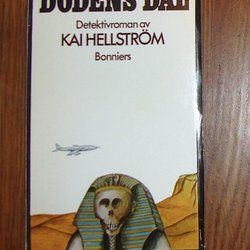 DÖDENS DAL
Detektivroman av
KAI HELLSTRÖM
Bonniers